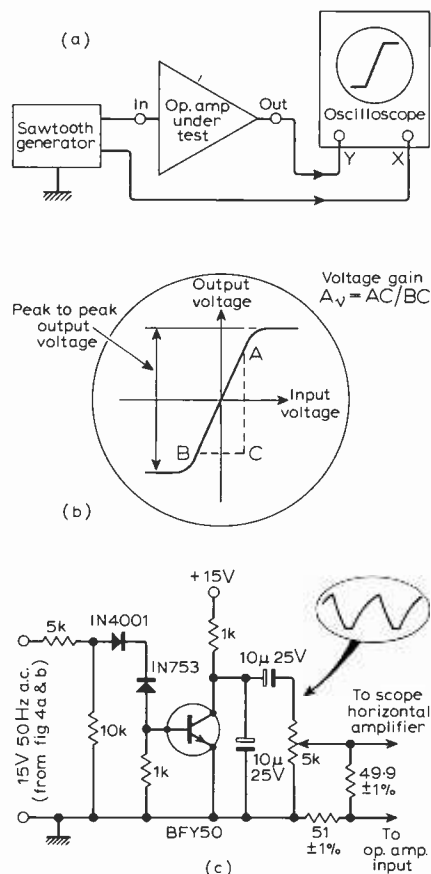 (a)
In
Op. amp
under
test
Out
Oscilloscope
Y
X
Sawtooth
generator
Output
voltage
Voltage gain
Aν = AC/BC
Peak to peak
output
voltage
A
Input
voltage
B
C
(b)
+15V
5k
IN4001
1k
10μ 25V
IN753
To scope
horizontal
amplifier
15V 50Hz a.c.
(from fig 4a & b)
10k
10μ
25V
5k
1k
49·9
±1%
BFY50
51
±1%
To
op. amp.
input
(c)